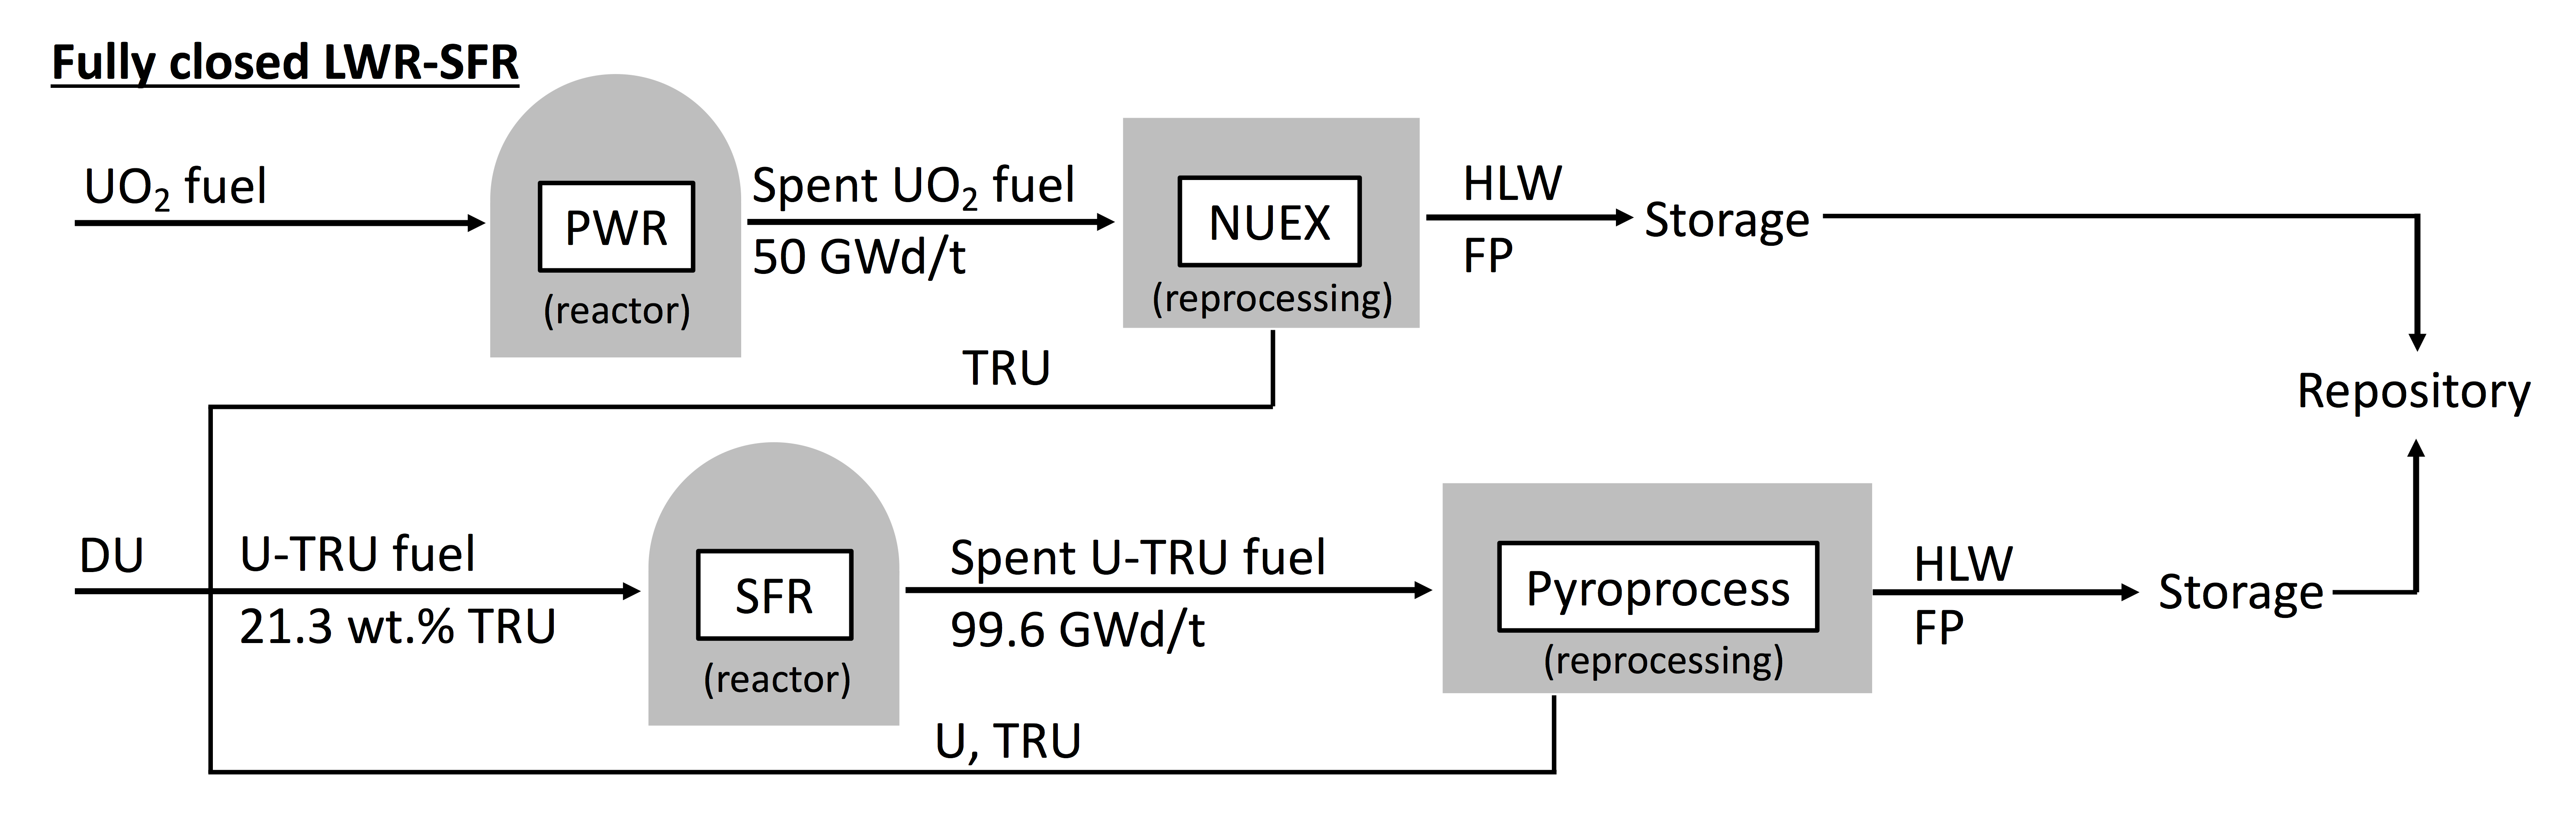 Fully closed LWR-SFR
UO₂ fuel
PWR
(reactor)
Spent UO₂ fuel
50 GWd/t
NUEX
(reprocessing)
HLW
FP
Storage
Repository
TRU
DU
U-TRU fuel
21.3 wt.% TRU
SFR
(reactor)
Spent U-TRU fuel
99.6 GWd/t
Pyroprocess
(reprocessing)
HLW
FP
Storage
U, TRU